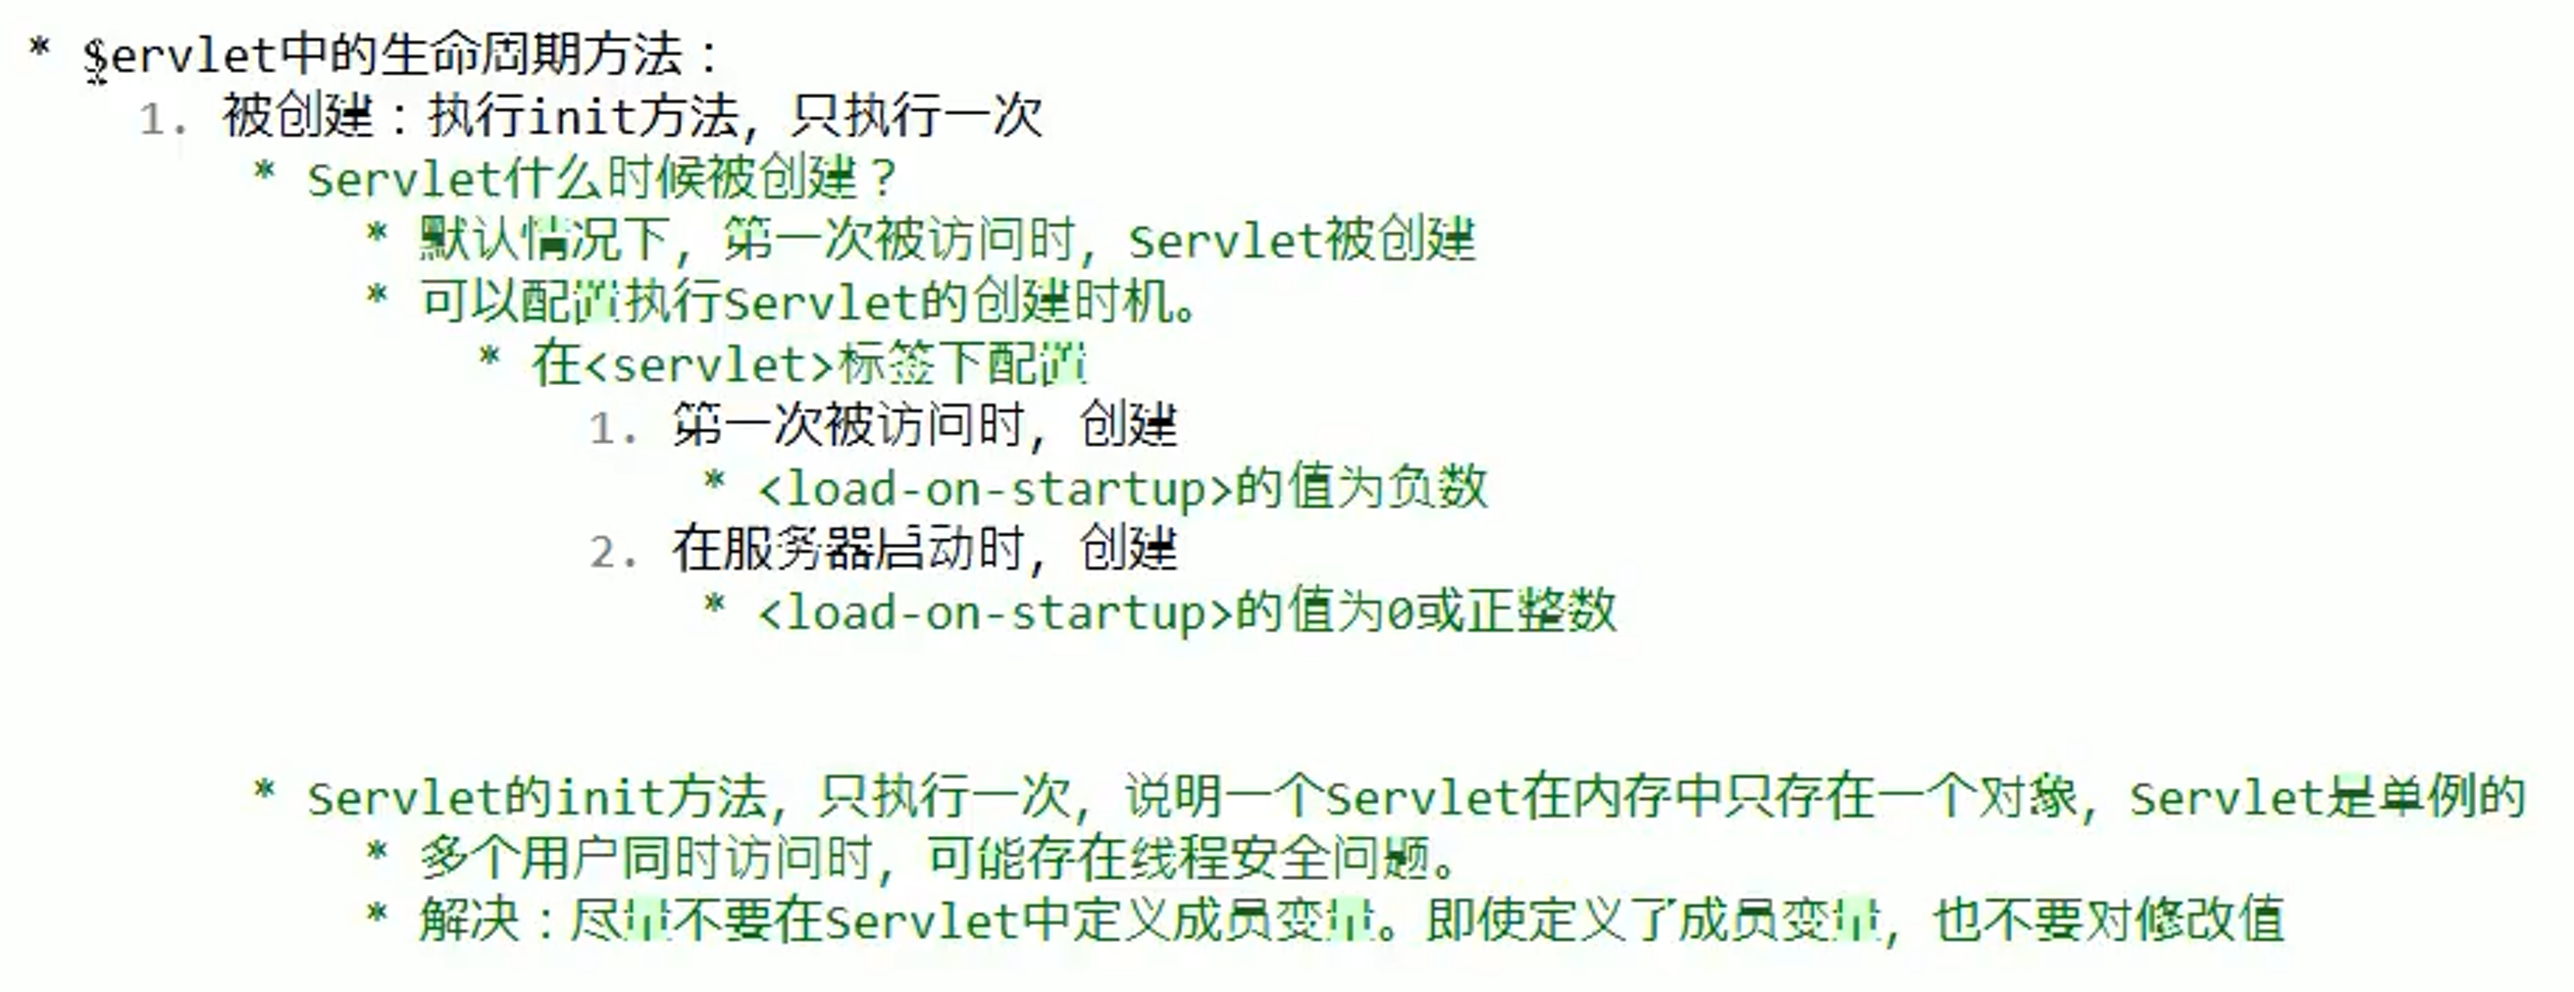 * Servlet中的生命周期方法：
1. 被创建：执行init方法，只执行一次
* Servlet什么时候被创建？
* 默认情况下，第一次被访问时，Servlet被创建
* 可以配置执行Servlet的创建时机。
* 在<servlet>标签下配置
1. 第一次被访问时，创建
* <load-on-startup>的值为负数
2. 在服务器启动时，创建
* <load-on-startup>的值为0或正整数
* Servlet的init方法，只执行一次，说明一个Servlet在内存中只存在一个对象，Servlet是单例的
* 多个用户同时访问时，可能存在线程安全问题。
* 解决：尽量不要在Servlet中定义成员变量。即使定义了成员变量，也不要对修改值